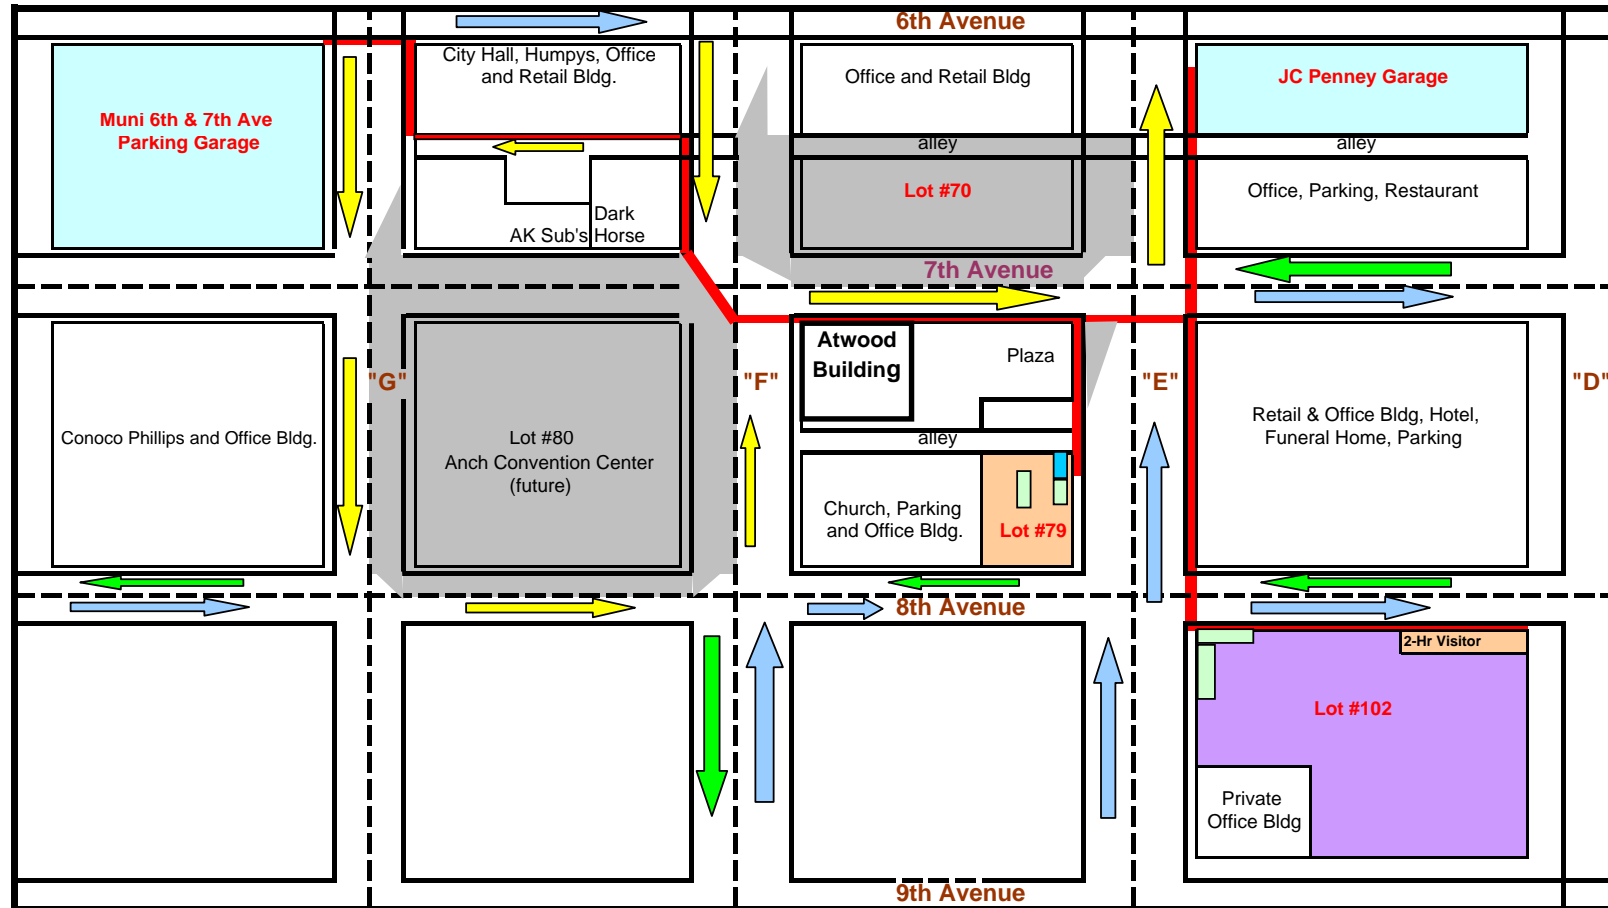 6th Avenue
City Hall, Humpys, Office
and Retail Bldg.
Office and Retail Bldg
JC Penney Garage
Muni 6th & 7th Ave
Parking Garage
alley
alley
Lot #70
Office, Parking, Restaurant
Dark
AK Sub's Horse
7th Avenue
Atwood
Building
Plaza
"G"
"F"
"E"
"D"
Conoco Phillips and Office Bldg.
Lot #80
Anch Convention Center
(future)
alley
Retail & Office Bldg, Hotel,
Funeral Home, Parking
Church, Parking
and Office Bldg.
Lot #79
8th Avenue
2-Hr Visitor
Lot #102
Private
Office Bldg
9th Avenue